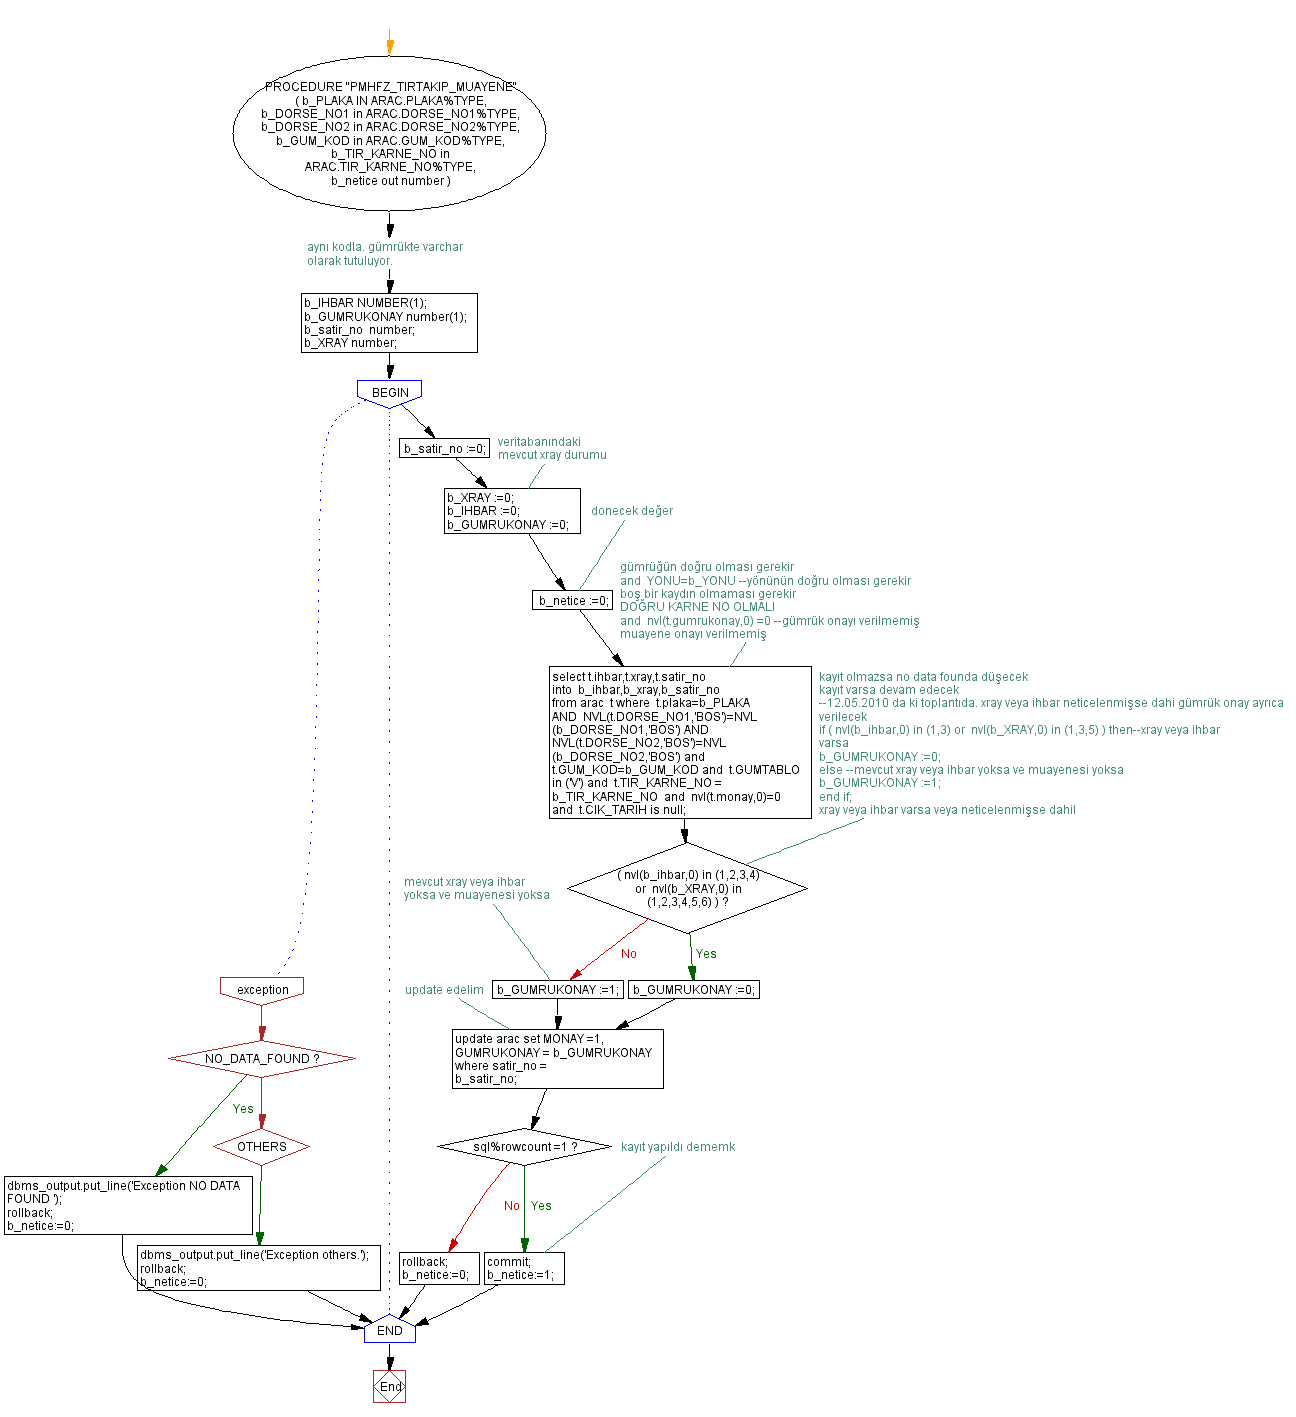 PROCEDURE "PMHFZ_TIRTAKIP_MUAYENE"
( b_PLAKA IN ARAC.PLAKA%TYPE,
b_DORSE_NO1 in ARAC.DORSE_NO1%TYPE,
b_DORSE_NO2 in ARAC.DORSE_NO2%TYPE,
b_GUM_KOD in ARAC.GUM_KOD%TYPE,
b_TIR_KARNE_NO in
ARAC.TIR_KARNE_NO%TYPE,
b_netice out number )
aynı kodla. gümrükte varchar
olarak tutuluyor.
b_IHBAR NUMBER(1);
b_GUMRUKONAY number(1);
b_satir_no number;
b_XRAY number;
BEGIN
b_satir_no :=0;
veritabanındaki
mevcut xray durumu
b_XRAY :=0;
b_IHBAR :=0;
b_GUMRUKONAY :=0;
donecek değer
b_netice :=0;
gümrüğün doğru olması gerekir
and YONU=b_YONU --yönünün doğru olması gerekir
boş bir kaydın olmaması gerekir
DOĞRU KARNE NO OLMALI
and nvl(t.gumrukonay,0) =0 --gümrük onayı verilmemiş
muayene onayı verilmemiş
select t.ihbar,t.xray,t.satir_no
into b_ihbar,b_xray,b_satir_no
from arac t where t.plaka=b_PLAKA
AND NVL(t.DORSE_NO1,'BOS')=NVL
(b_DORSE_NO1,'BOS') AND
NVL(t.DORSE_NO2,'BOS')=NVL
(b_DORSE_NO2,'BOS') and
t.GUM_KOD=b_GUM_KOD and t.GUMTABLO
in ('V') and t.TIR_KARNE_NO =
b_TIR_KARNE_NO and nvl(t.monay,0)=0
and t.CIK_TARIH is null;
kayıt olmazsa no data founda düşecek
kayıt varsa devam edecek
--12.05.2010 da ki toplantıda. xray veya ihbar neticelenmişse dahi gümrük onay ayrıca
verilecek
if ( nvl(b_ihbar,0) in (1,3) or nvl(b_XRAY,0) in (1,3,5) ) then--xray veya ihbar
varsa
b_GUMRUKONAY :=0;
else --mevcut xray veya ihbar yoksa ve muayenesi yoksa
b_GUMRUKONAY :=1;
end if;
xray veya ihbar varsa veya neticelenmişse dahil
( nvl(b_ihbar,0) in (1,2,3,4)
or nvl(b_XRAY,0) in
(1,2,3,4,5,6) ) ?
mevcut xray veya ihbar
yoksa ve muayenesi yoksa
No
Yes
b_GUMRUKONAY :=1;
b_GUMRUKONAY :=0;
update edelim
update arac set MONAY =1,
GUMRUKONAY = b_GUMRUKONAY
where satir_no =
b_satir_no;
sql%rowcount =1 ?
kayıt yapıldı dememk
No
Yes
rollback;
b_netice:=0;
commit;
b_netice:=1;
exception
NO_DATA_FOUND ?
Yes
OTHERS
dbms_output.put_line('Exception NO DATA
FOUND ');
rollback;
b_netice:=0;
dbms_output.put_line('Exception others.');
rollback;
b_netice:=0;
END
End